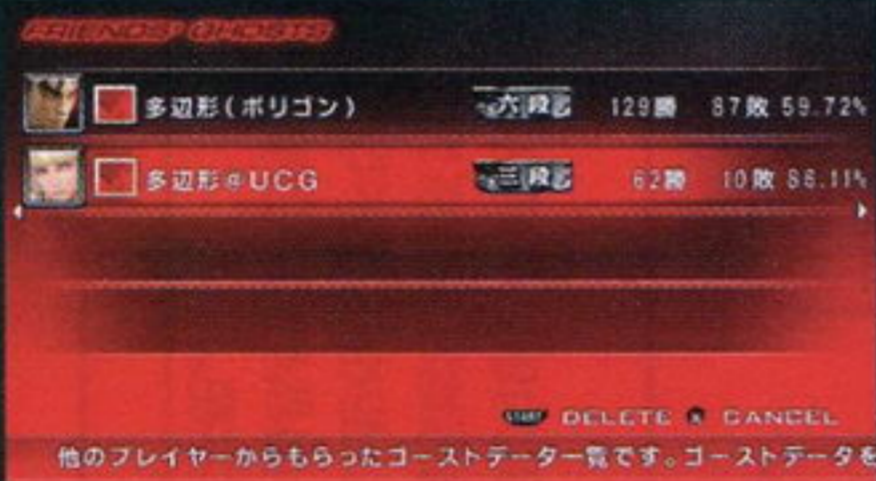 FRIENDS' GHOSTS
多辺形(ポリゴン) 六段 129勝 87敗 59.72%
多辺形@UCG 三段 62勝 10敗 86.11%
START DELETE CANCEL
他のプレイヤーからもらったゴーストデータ一覧です。ゴーストデータを